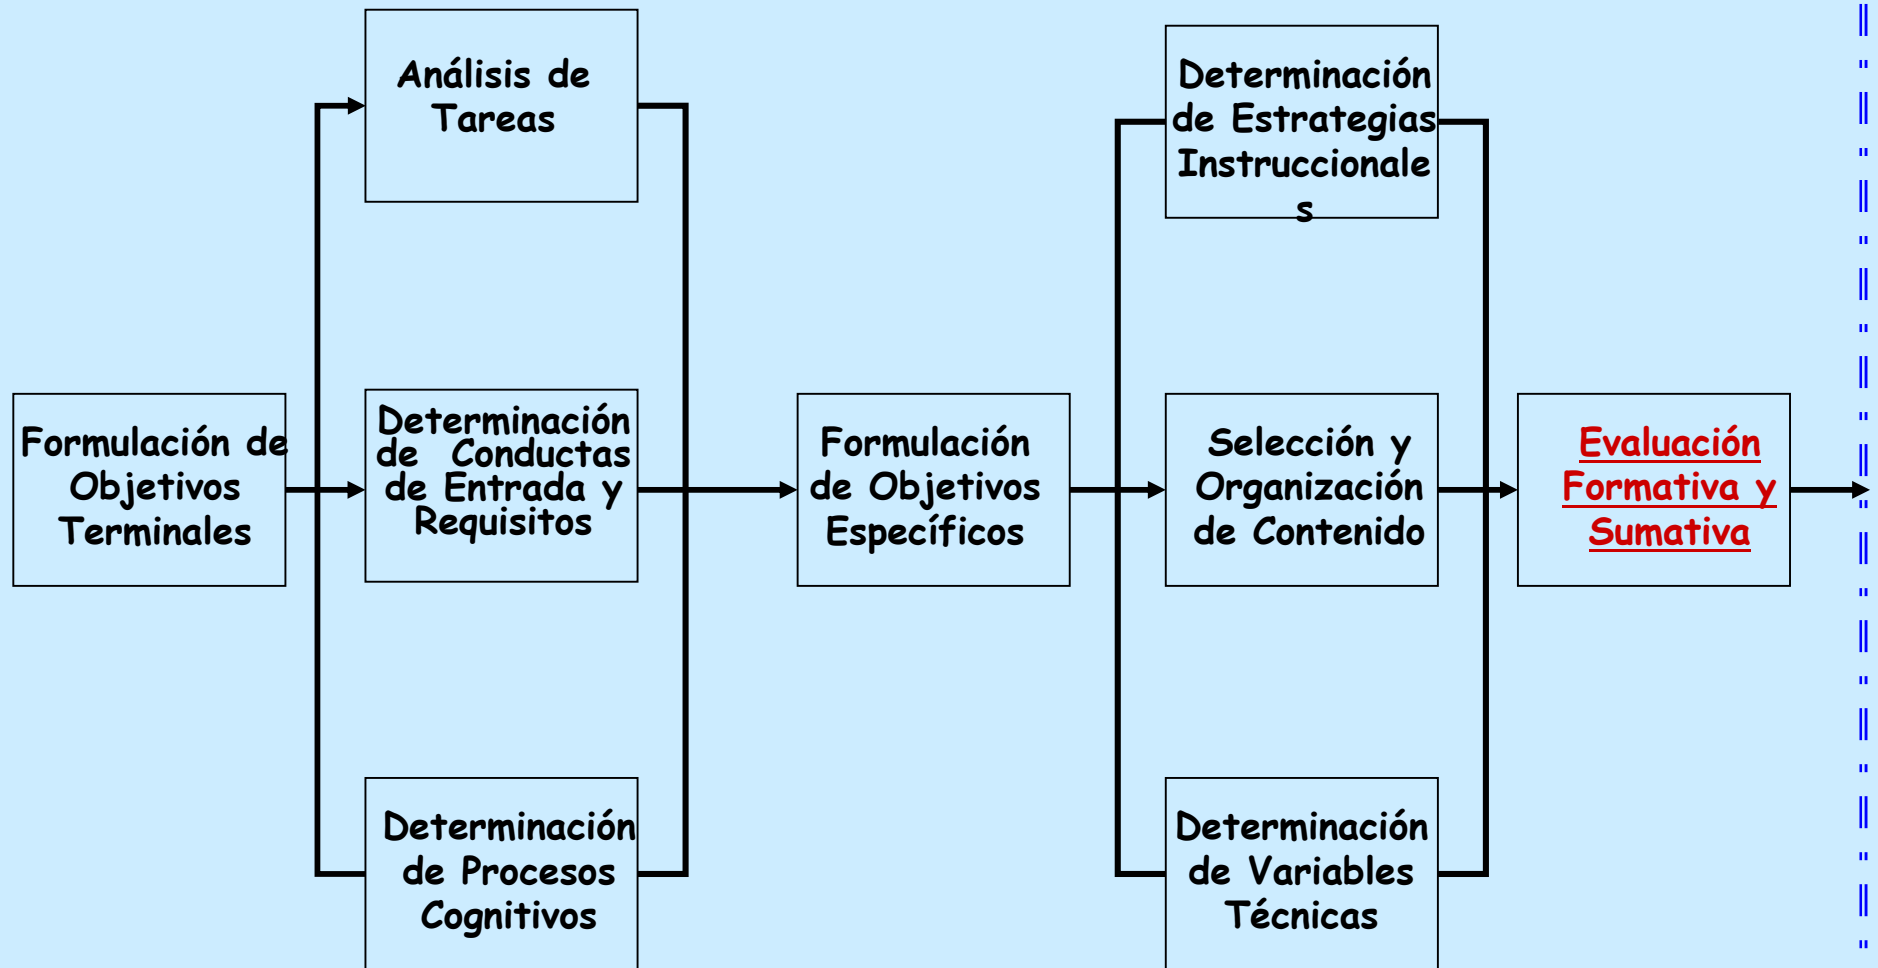 Análisis de
Tareas
Determinación
de Estrategias
Instruccionale
s
Formulación de
Objetivos
Terminales
Determinación
de Conductas
de Entrada y
Requisitos
Formulación
de Objetivos
Específicos
Selección y
Organización
de Contenido
Evaluación
Formativa y
Sumativa
Determinación
de Procesos
Cognitivos
Determinación
de Variables
Técnicas